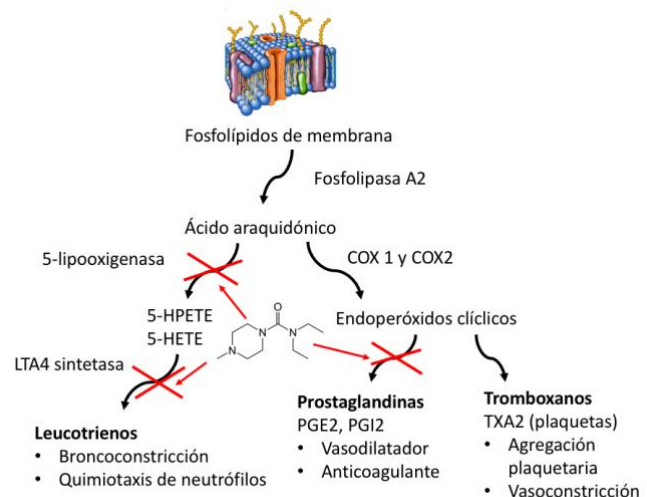 Fosfolípidos de membrana
Fosfolipasa A2
Ácido araquidónico
5-lipooxigenasa
COX 1 y COX2
5-HPETE
5-HETE
O
N
N
N
Endoperóxidos clíclicos
LTA4 sintetasa
Leucotrienos
• Broncoconstricción
• Quimiotaxis de neutrófilos
Prostaglandinas
PGE2, PGI2
• Vasodilatador
• Anticoagulante
Tromboxanos
TXA2 (plaquetas)
• Agregación
plaquetaria
• Vasoconstricción